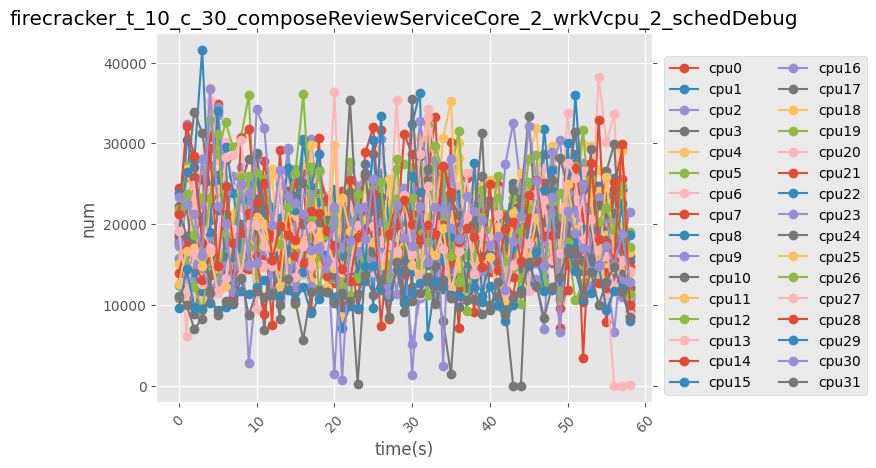 firecracker_t_10_c_30_composeReviewServiceCore_2_wrkVcpu_2_schedDebug
40000
30000
20000
10000
0
num
0
10
20
30
40
50
60
time(s)
cpu0
cpu1
cpu2
cpu3
cpu4
cpu5
cpu6
cpu7
cpu8
cpu9
cpu10
cpu11
cpu12
cpu13
cpu14
cpu15
cpu16
cpu17
cpu18
cpu19
cpu20
cpu21
cpu22
cpu23
cpu24
cpu25
cpu26
cpu27
cpu28
cpu29
cpu30
cpu31